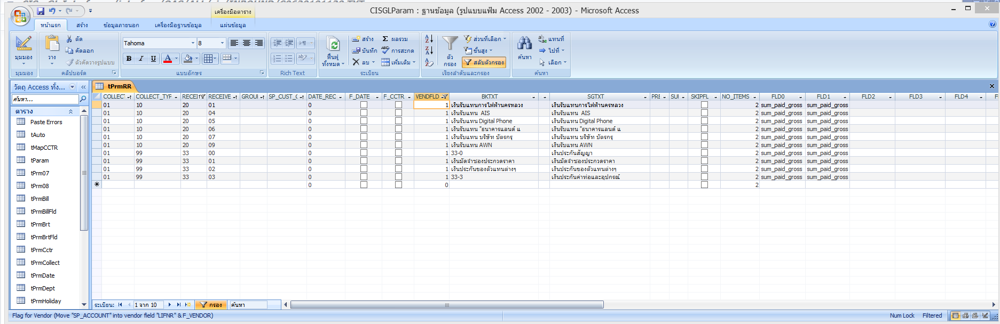 เครื่องมือตาราง
CISGLParam : ฐานข้อมูล (รูปแบบแฟ้ม Access 2002 - 2003) - Microsoft Access
หน้าแรก สร้าง ข้อมูลภายนอก เครื่องมือฐานข้อมูล แผ่นข้อมูล
มุมมอง
วาง
ตัด
คัดลอก
ตัวคัดวางรูปแบบ
Tahoma 8
B I U
พื้นฟู ทั้งหมด
สร้าง
บันทึก
ลบ
ผลรวม
การสะกด
เพิ่มเติม
ตัว กรอง
ส่วนที่เลือก
ขั้นสูง
สลับตัวกรอง
ค้นหา
แทนที่
ไปที่
เลือก
มุมมอง คลิปบอร์ด แบบอักษร Rich Text ระเบียน เรียงลำดับและกรอง ค้นหา
วัตถุ Access ทั้ง...
ค้นหา...
ตาราง
Paste Errors
tAuto
tMapCCTR
tParam
tPrm07
tPrm08
tPrmBill
tPrmBillFld
tPrmBrt
tPrmBrtFld
tPrmCctr
tPrmCollect
tPrmDate
tPrmDept
tPrmHoliday
tPrmRR
COLLECT COLLECT_TYP RECEI RECEIVE GROUI SP_CUST_C DATE_REC F_DATE F_CCTR VENDFLD BKTXT SGTXT PRE SUI SKIPFL NO_ITEMS FLD0 FLD1 FLD2 FLD3 FLD4 F
01 10 20 01 0 1 เงินรับแทนการไฟฟ้านครหลวง เงินรับแทนการไฟฟ้านครหลวง 2 sum_paid_gross sum_paid_gross
01 10 20 04 0 1 เงินรับแทน AIS เงินรับแทน AIS 2 sum_paid_gross sum_paid_gross
01 10 20 05 0 1 เงินรับแทน Digital Phone เงินรับแทน Digital Phone 2 sum_paid_gross sum_paid_gross
01 10 20 06 0 1 เงินรับแทน "ธนาคารแลนด์ แ เงินรับแทน "ธนาคารแลนด์ แ 2 sum_paid_gross sum_paid_gross
01 10 20 07 0 1 เงินรับแทน บริษัท บัตรกรุ เงินรับแทน บริษัท บัตรกรุ 2 sum_paid_gross sum_paid_gross
01 10 20 09 0 1 เงินรับแทน AWN เงินรับแทน AWN 2 sum_paid_gross sum_paid_gross
01 99 33 00 0 1 33-0 เงินประกันสัญญา 2 sum_paid_gross sum_paid_gross
01 99 33 01 0 1 เงินมัดจำซองประกวดราคา เงินมัดจำซองประกวดราคา 2 sum_paid_gross sum_paid_gross
01 99 33 02 0 1 เงินประกันของตัวแทนต่างๆ เงินประกันของตัวแทนต่างๆ 2 sum_paid_gross sum_paid_gross
01 99 33 03 0 1 33-3 เงินประกันค่าท่อและอุปกรณ์ 2 sum_paid_gross sum_paid_gross
0 0 2
ระเบียน: 1 จาก 10 กรอง ค้นหา
Flag for Vendor (Move "SP_ACCOUNT" into vendor field "LIFNR" & F_VENDOR) Num Lock Filtered